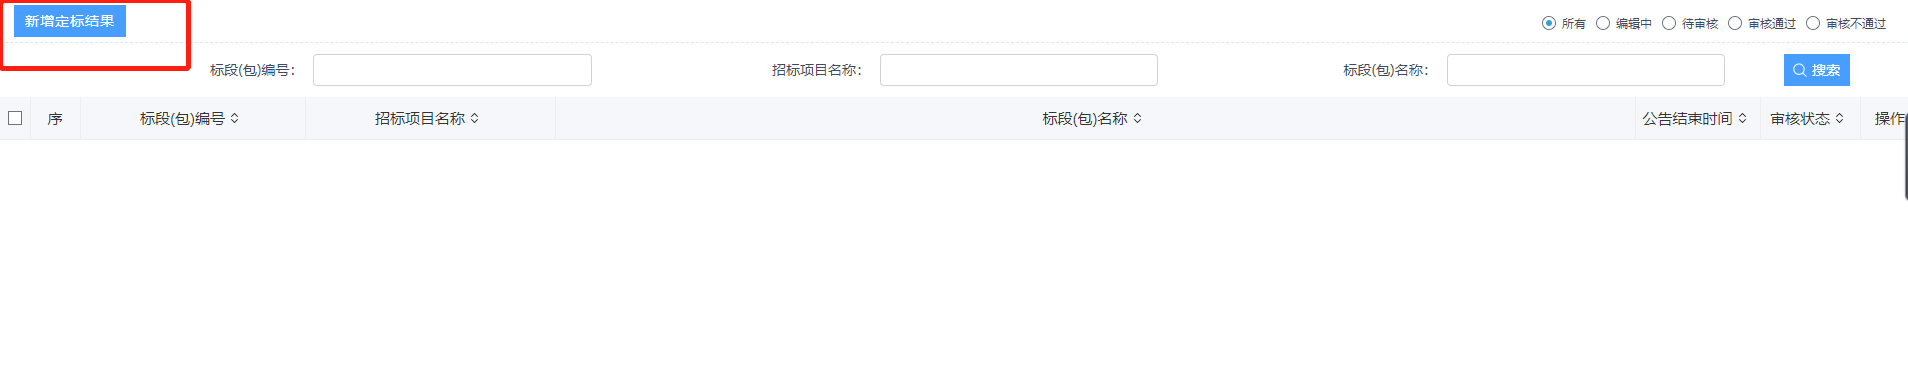 新增定标结果
所有 编辑中 待审核 审核通过 审核不通过
标段(包)编号： 招标项目名称： 标段(包)名称： 搜索
序 标段(包)编号 招标项目名称 标段(包)名称 公告结束时间 审核状态 操作